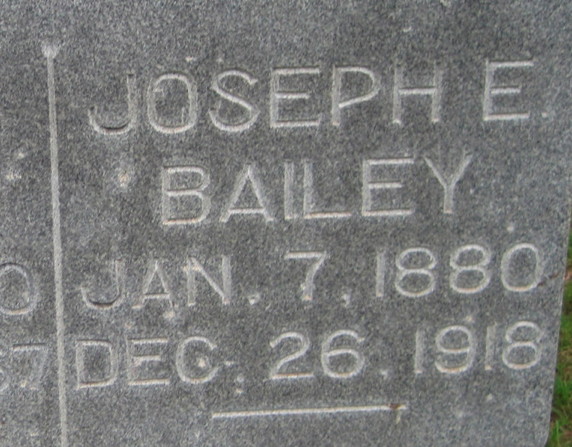 JOSEPH E.
BAILEY
JAN. 7, 1880
DEC. 26, 1918